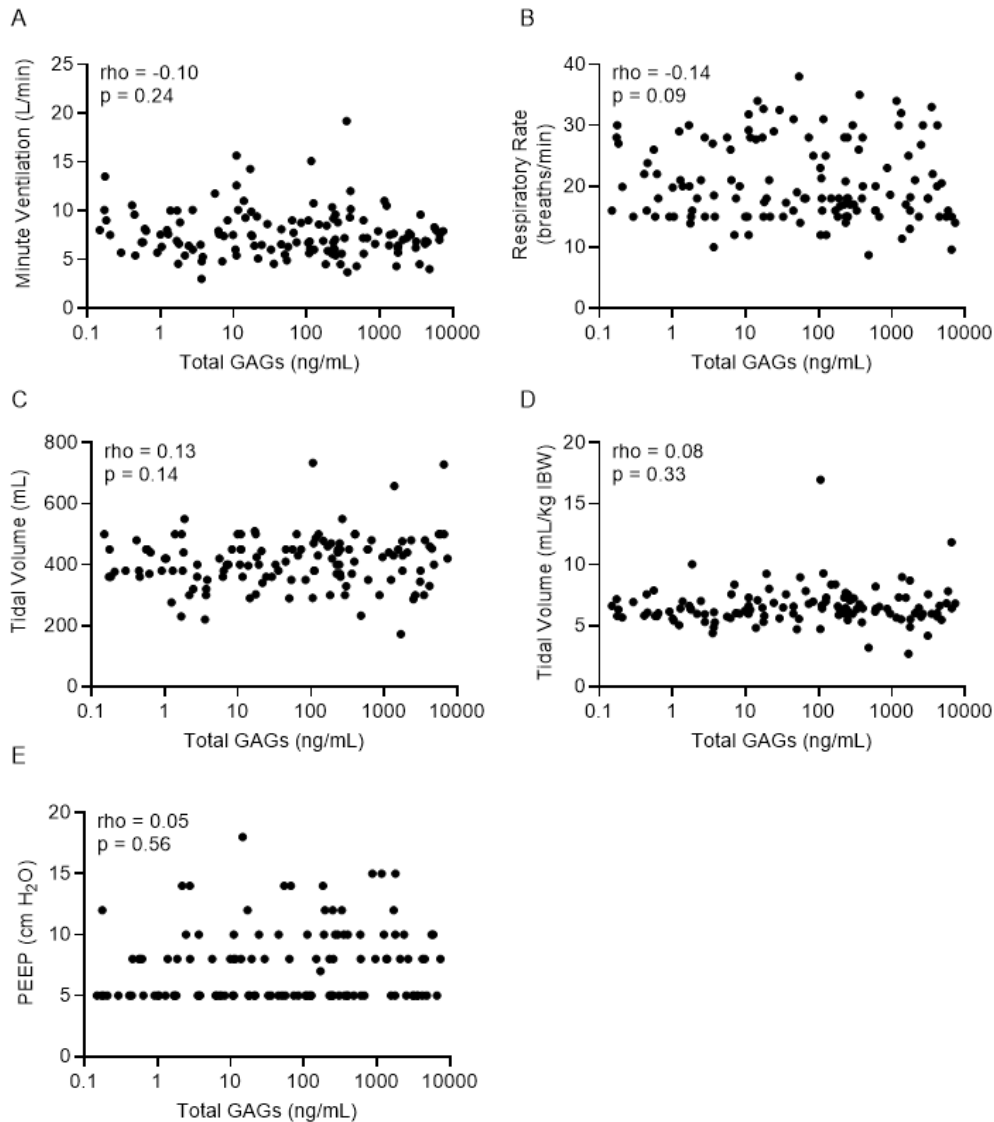 A
B
rho = -0.10
p = 0.24
25
20
15
10
5
0
Minute Ventilation (L/min)
0.1 1 10 100 1000 10000
Total GAGs (ng/mL)
rho = -0.14
p = 0.09
40
30
20
10
0
Respiratory Rate
(breaths/min)
0.1 1 10 100 1000 10000
Total GAGs (ng/mL)
C
D
rho = 0.13
p = 0.14
800
600
400
200
0
Tidal Volume (mL)
0.1 1 10 100 1000 10000
Total GAGs (ng/mL)
rho = 0.08
p = 0.33
20
15
10
5
0
Tidal Volume (mL/kg IBW)
0.1 1 10 100 1000 10000
Total GAGs (ng/mL)
E
rho = 0.05
p = 0.56
20
15
10
5
0
PEEP (cm H₂O)
0.1 1 10 100 1000 10000
Total GAGs (ng/mL)